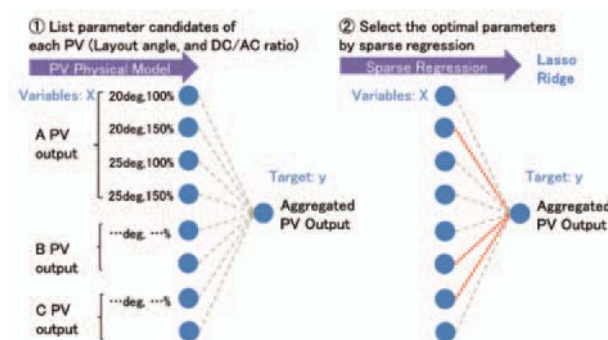 ① List parameter candidates of
each PV (Layout angle, and DC/AC ratio)
PV Physical Model
Variables: X
20deg,100%
20deg,150%
25deg,100%
25deg,150%
A PV
output
⋯deg, ⋯%
B PV
output
⋯deg, ⋯%
C PV
output
Target: y
Aggregated
PV Output
② Select the optimal parameters
by sparse regression
Sparse Regression
Lasso
Ridge
Variables: X
Target: y
Aggregated
PV Output